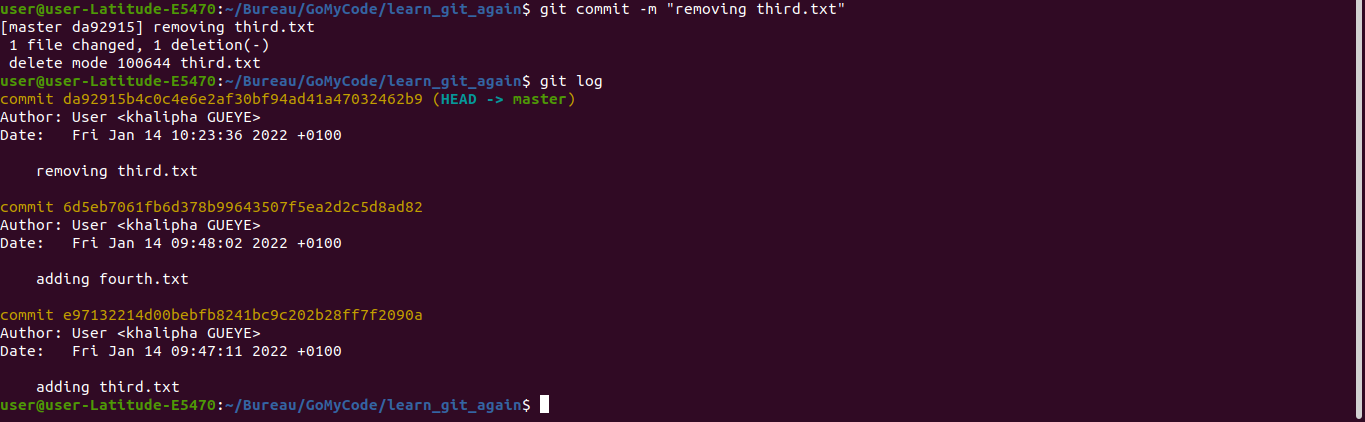 user@user-Latitude-E5470:~/Bureau/GoMyCode/learn_git_again$ git commit -m "removing third.txt"
[master da92915] removing third.txt
 1 file changed, 1 deletion(-)
 delete mode 100644 third.txt
user@user-Latitude-E5470:~/Bureau/GoMyCode/learn_git_again$ git log
commit da92915b4c0c4e6e2af30bf94ad41a47032462b9 (HEAD -> master)
Author: User <khalipha GUEYE>
Date:   Fri Jan 14 10:23:36 2022 +0100

    removing third.txt

commit 6d5eb7061fb6d378b99643507f5ea2d2c5d8ad82
Author: User <khalipha GUEYE>
Date:   Fri Jan 14 09:48:02 2022 +0100

    adding fourth.txt

commit e97132214d00bebfb8241bc9c202b28ff7f2090a
Author: User <khalipha GUEYE>
Date:   Fri Jan 14 09:47:11 2022 +0100

    adding third.txt
user@user-Latitude-E5470:~/Bureau/GoMyCode/learn_git_again$